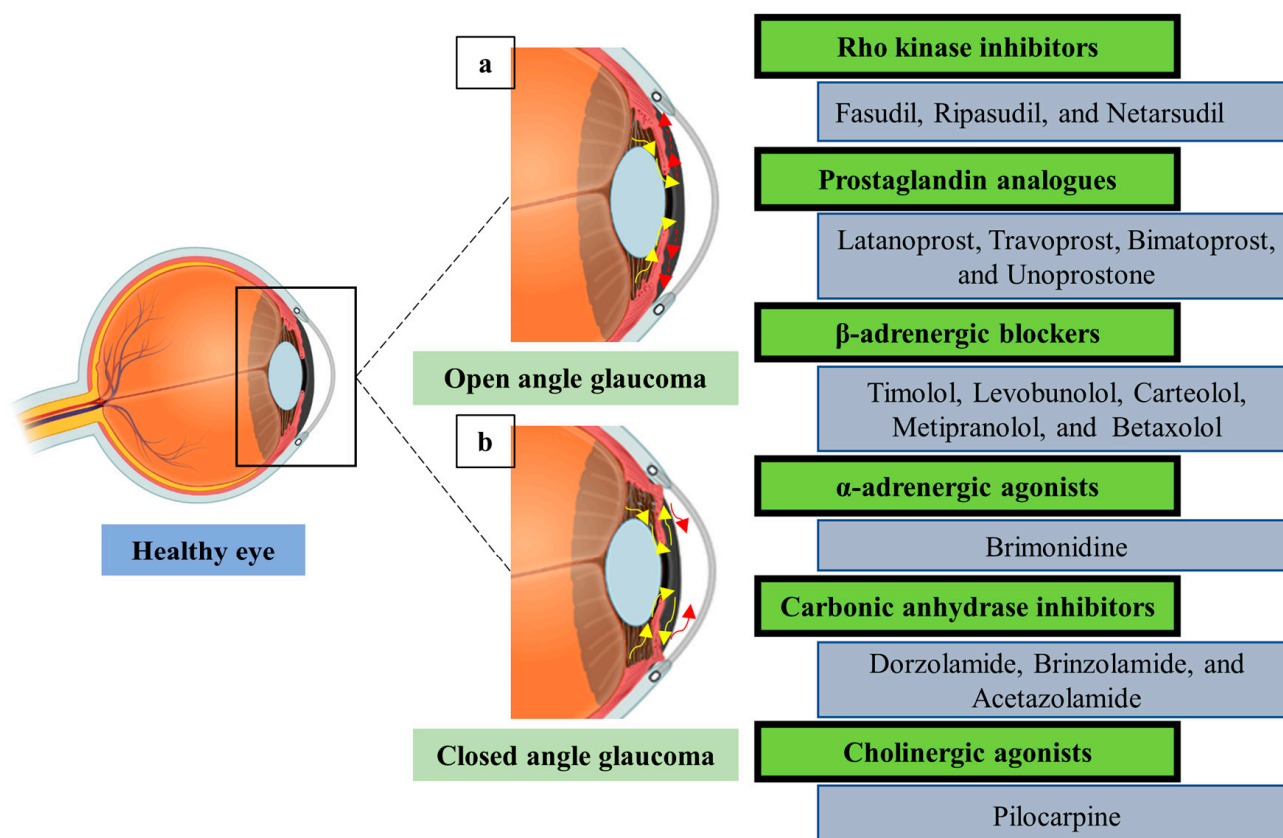 Healthy eye
a
Open angle glaucoma
b
Closed angle glaucoma
Rho kinase inhibitors
Fasudil, Ripasudil, and Netarsudil
Prostaglandin analogues
Latanoprost, Travoprost, Bimatoprost,
and Unoprostone
β-adrenergic blockers
Timolol, Levobunolol, Carteolol,
Metipranolol, and Betaxolol
α-adrenergic agonists
Brimonidine
Carbonic anhydrase inhibitors
Dorzolamide, Brinzolamide, and
Acetazolamide
Cholinergic agonists
Pilocarpine